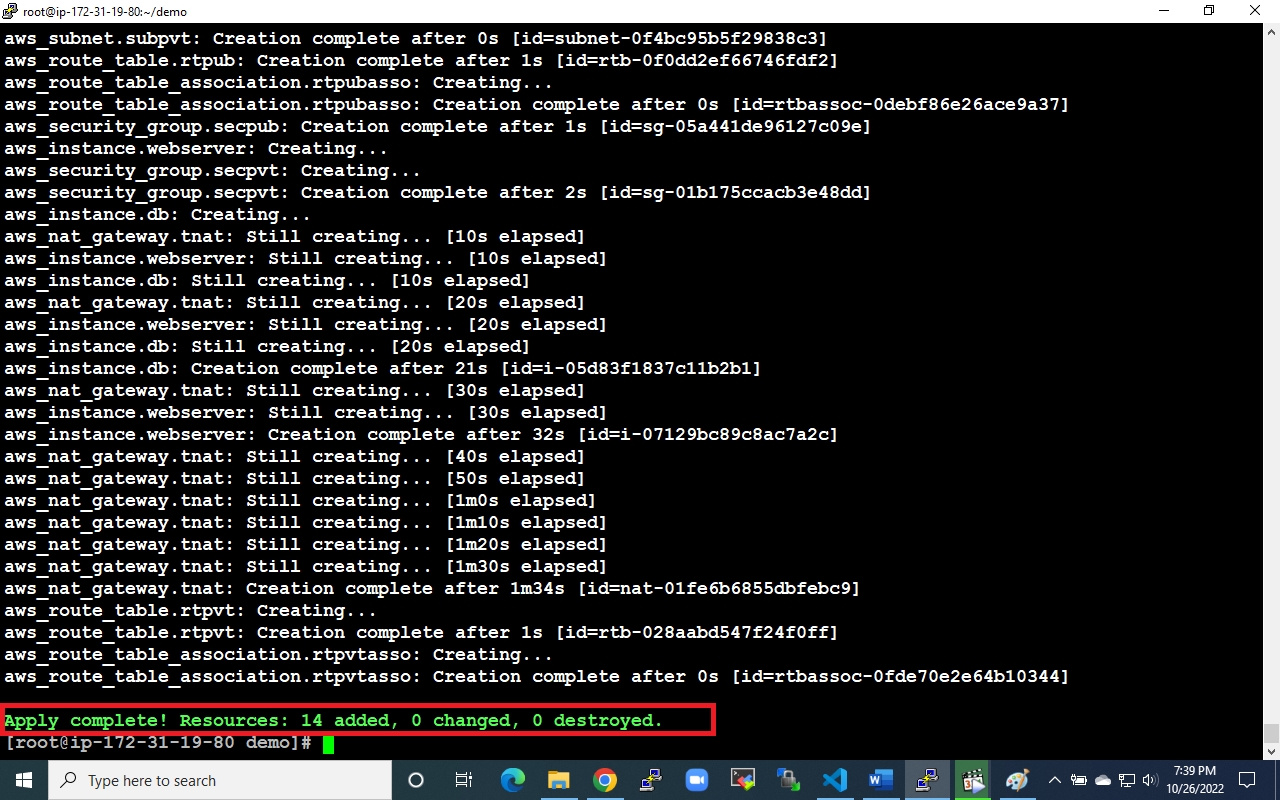 root@ip-172-31-19-80:~/demo
aws_subnet.subpvt: Creation complete after 0s [id=subnet-0f4bc95b5f29838c3]
aws_route_table.rtpub: Creation complete after 1s [id=rtb-0f0dd2ef66746fdf2]
aws_route_table_association.rtpubasso: Creating...
aws_route_table_association.rtpubasso: Creation complete after 0s [id=rtbassoc-0debf86e26ace9a37]
aws_security_group.secpub: Creation complete after 1s [id=sg-05a441de96127c09e]
aws_instance.webserver: Creating...
aws_security_group.secpvt: Creating...
aws_security_group.secpvt: Creation complete after 2s [id=sg-01b175ccacb3e48dd]
aws_instance.db: Creating...
aws_nat_gateway.tnat: Still creating... [10s elapsed]
aws_instance.webserver: Still creating... [10s elapsed]
aws_instance.db: Still creating... [10s elapsed]
aws_nat_gateway.tnat: Still creating... [20s elapsed]
aws_instance.webserver: Still creating... [20s elapsed]
aws_instance.db: Still creating... [20s elapsed]
aws_instance.db: Creation complete after 21s [id=i-05d83f1837c11b2b1]
aws_nat_gateway.tnat: Still creating... [30s elapsed]
aws_instance.webserver: Still creating... [30s elapsed]
aws_instance.webserver: Creation complete after 32s [id=i-07129bc89c8ac7a2c]
aws_nat_gateway.tnat: Still creating... [40s elapsed]
aws_nat_gateway.tnat: Still creating... [50s elapsed]
aws_nat_gateway.tnat: Still creating... [1m0s elapsed]
aws_nat_gateway.tnat: Still creating... [1m10s elapsed]
aws_nat_gateway.tnat: Still creating... [1m20s elapsed]
aws_nat_gateway.tnat: Still creating... [1m30s elapsed]
aws_nat_gateway.tnat: Creation complete after 1m34s [id=nat-01fe6b6855dbfebc9]
aws_route_table.rtpvt: Creating...
aws_route_table.rtpvt: Creation complete after 1s [id=rtb-028aabd547f24f0ff]
aws_route_table_association.rtpvtasso: Creating...
aws_route_table_association.rtpvtasso: Creation complete after 0s [id=rtbassoc-0fde70e2e64b10344]
Apply complete! Resources: 14 added, 0 changed, 0 destroyed.
[root@ip-172-31-19-80 demo]#
Type here to search
7:39 PM
10/26/2022